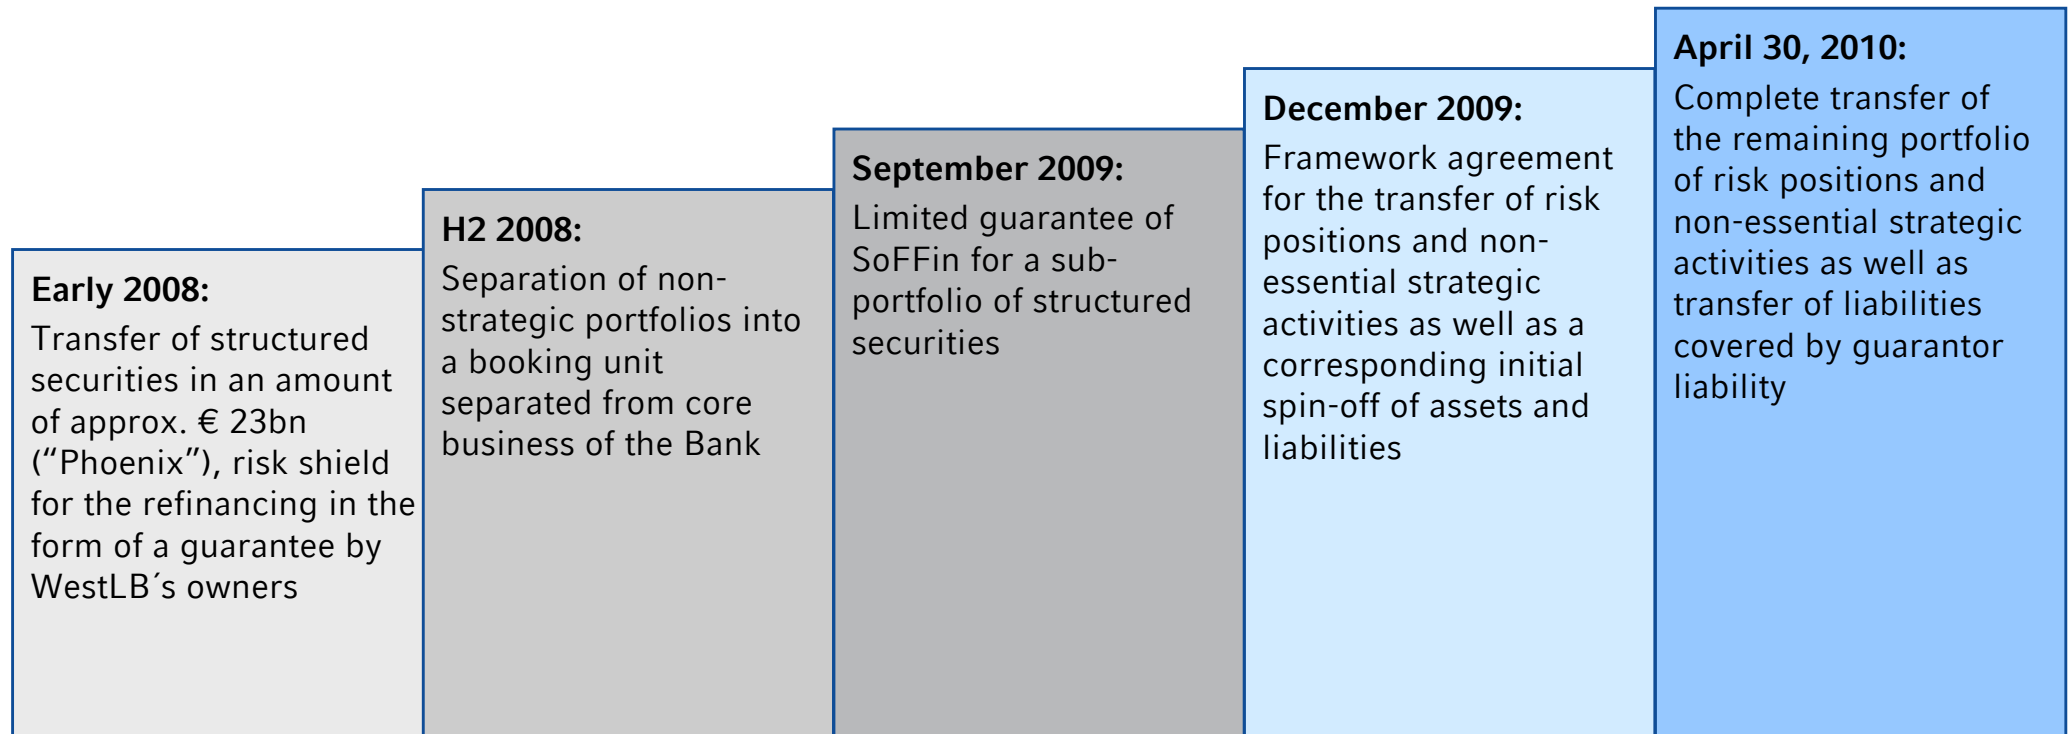 Early 2008:
Transfer of structured
securities in an amount
of approx. € 23bn
(“Phoenix”), risk shield
for the refinancing in the
form of a guarantee by
WestLB´s owners
H2 2008:
Separation of non-
strategic portfolios into
a booking unit
separated from core
business of the Bank
September 2009:
Limited guarantee of
SoFFin for a sub-
portfolio of structured
securities
December 2009:
Framework agreement
for the transfer of risk
positions and non-
essential strategic
activities as well as a
corresponding initial
spin-off of assets and
liabilities
April 30, 2010:
Complete transfer of
the remaining portfolio
of risk positions and
non-essential strategic
activities as well as
transfer of liabilities
covered by guarantor
liability